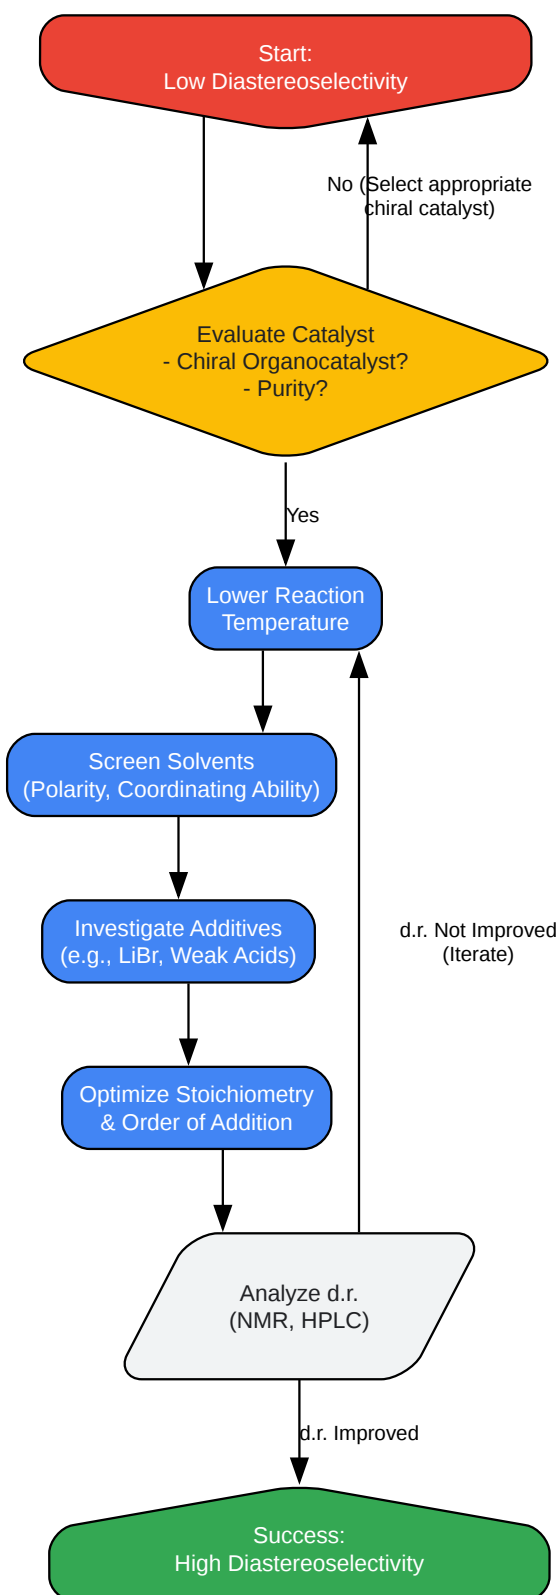 Start:
Low Diastereoselectivity
No (Select appropriate
chiral catalyst)
Evaluate Catalyst
- Chiral Organocatalyst?
- Purity?
Yes
Lower Reaction
Temperature
Screen Solvents
(Polarity, Coordinating Ability)
Investigate Additives
(e.g., LiBr, Weak Acids)
d.r. Not Improved
(Iterate)
Optimize Stoichiometry
& Order of Addition
Analyze d.r.
(NMR, HPLC)
d.r. Improved
Success:
High Diastereoselectivity